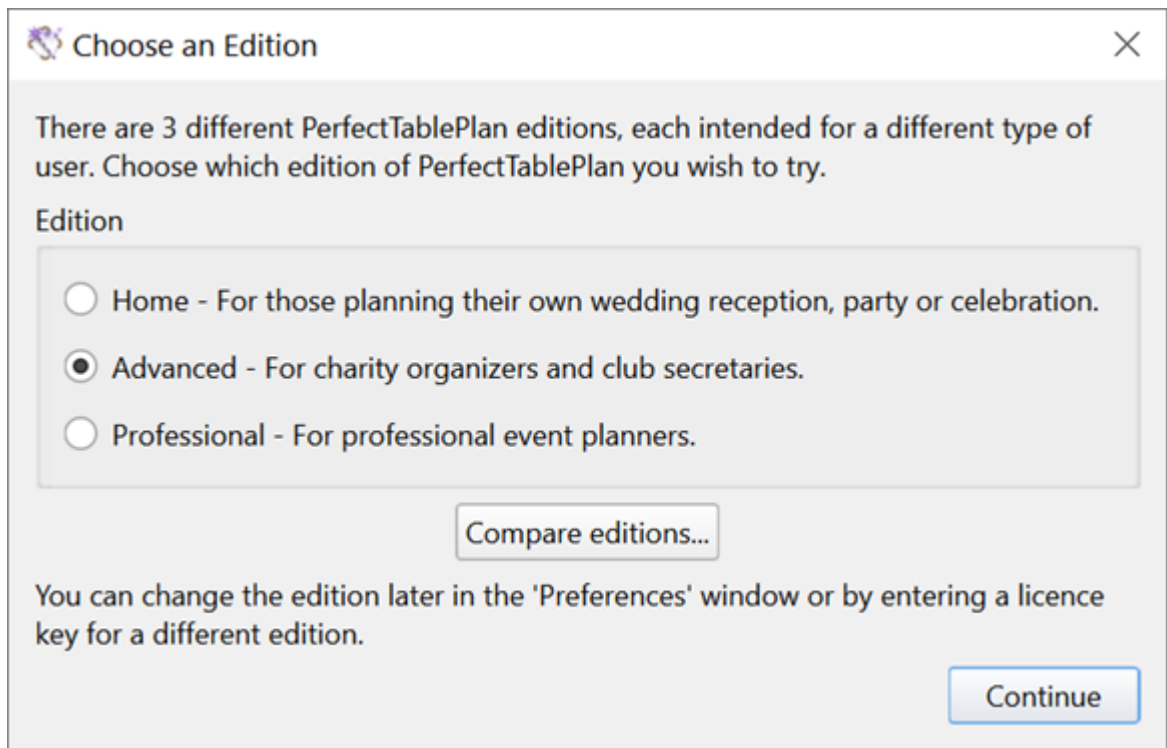 Choose an Edition
There are 3 different PerfectTablePlan editions, each intended for a different type of
user. Choose which edition of PerfectTablePlan you wish to try.
Edition
Home - For those planning their own wedding reception, party or celebration.
Advanced - For charity organizers and club secretaries.
Professional - For professional event planners.
Compare editions...
You can change the edition later in the 'Preferences' window or by entering a licence
key for a different edition.
Continue